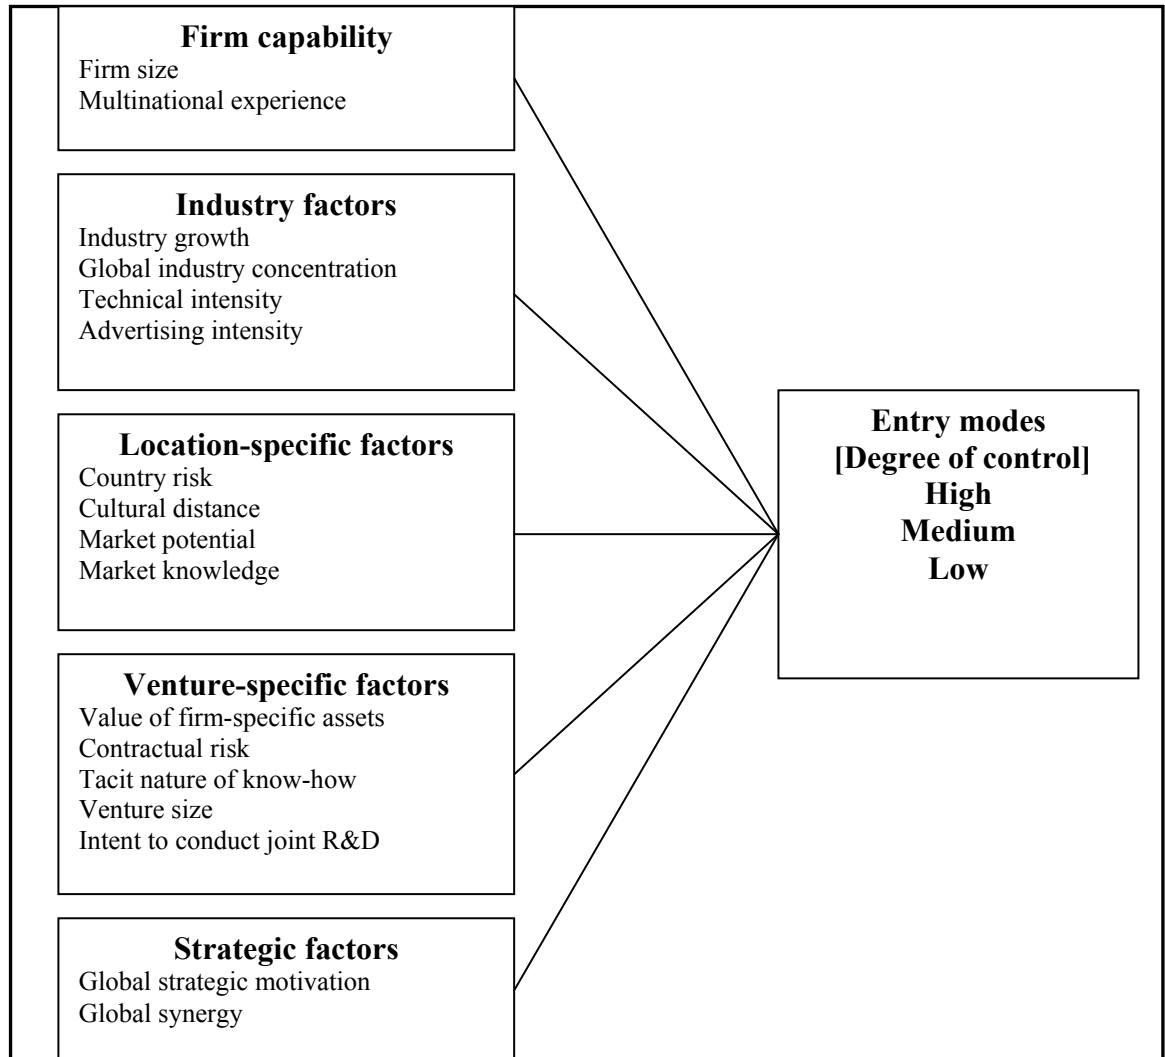 Firm capability
Firm size
Multinational experience
Industry factors
Industry growth
Global industry concentration
Technical intensity
Advertising intensity
Location-specific factors
Country risk
Cultural distance
Market potential
Market knowledge
Venture-specific factors
Value of firm-specific assets
Contractual risk
Tacit nature of know-how
Venture size
Intent to conduct joint R&D
Strategic factors
Global strategic motivation
Global synergy
Entry modes
[Degree of control]
High
Medium
Low